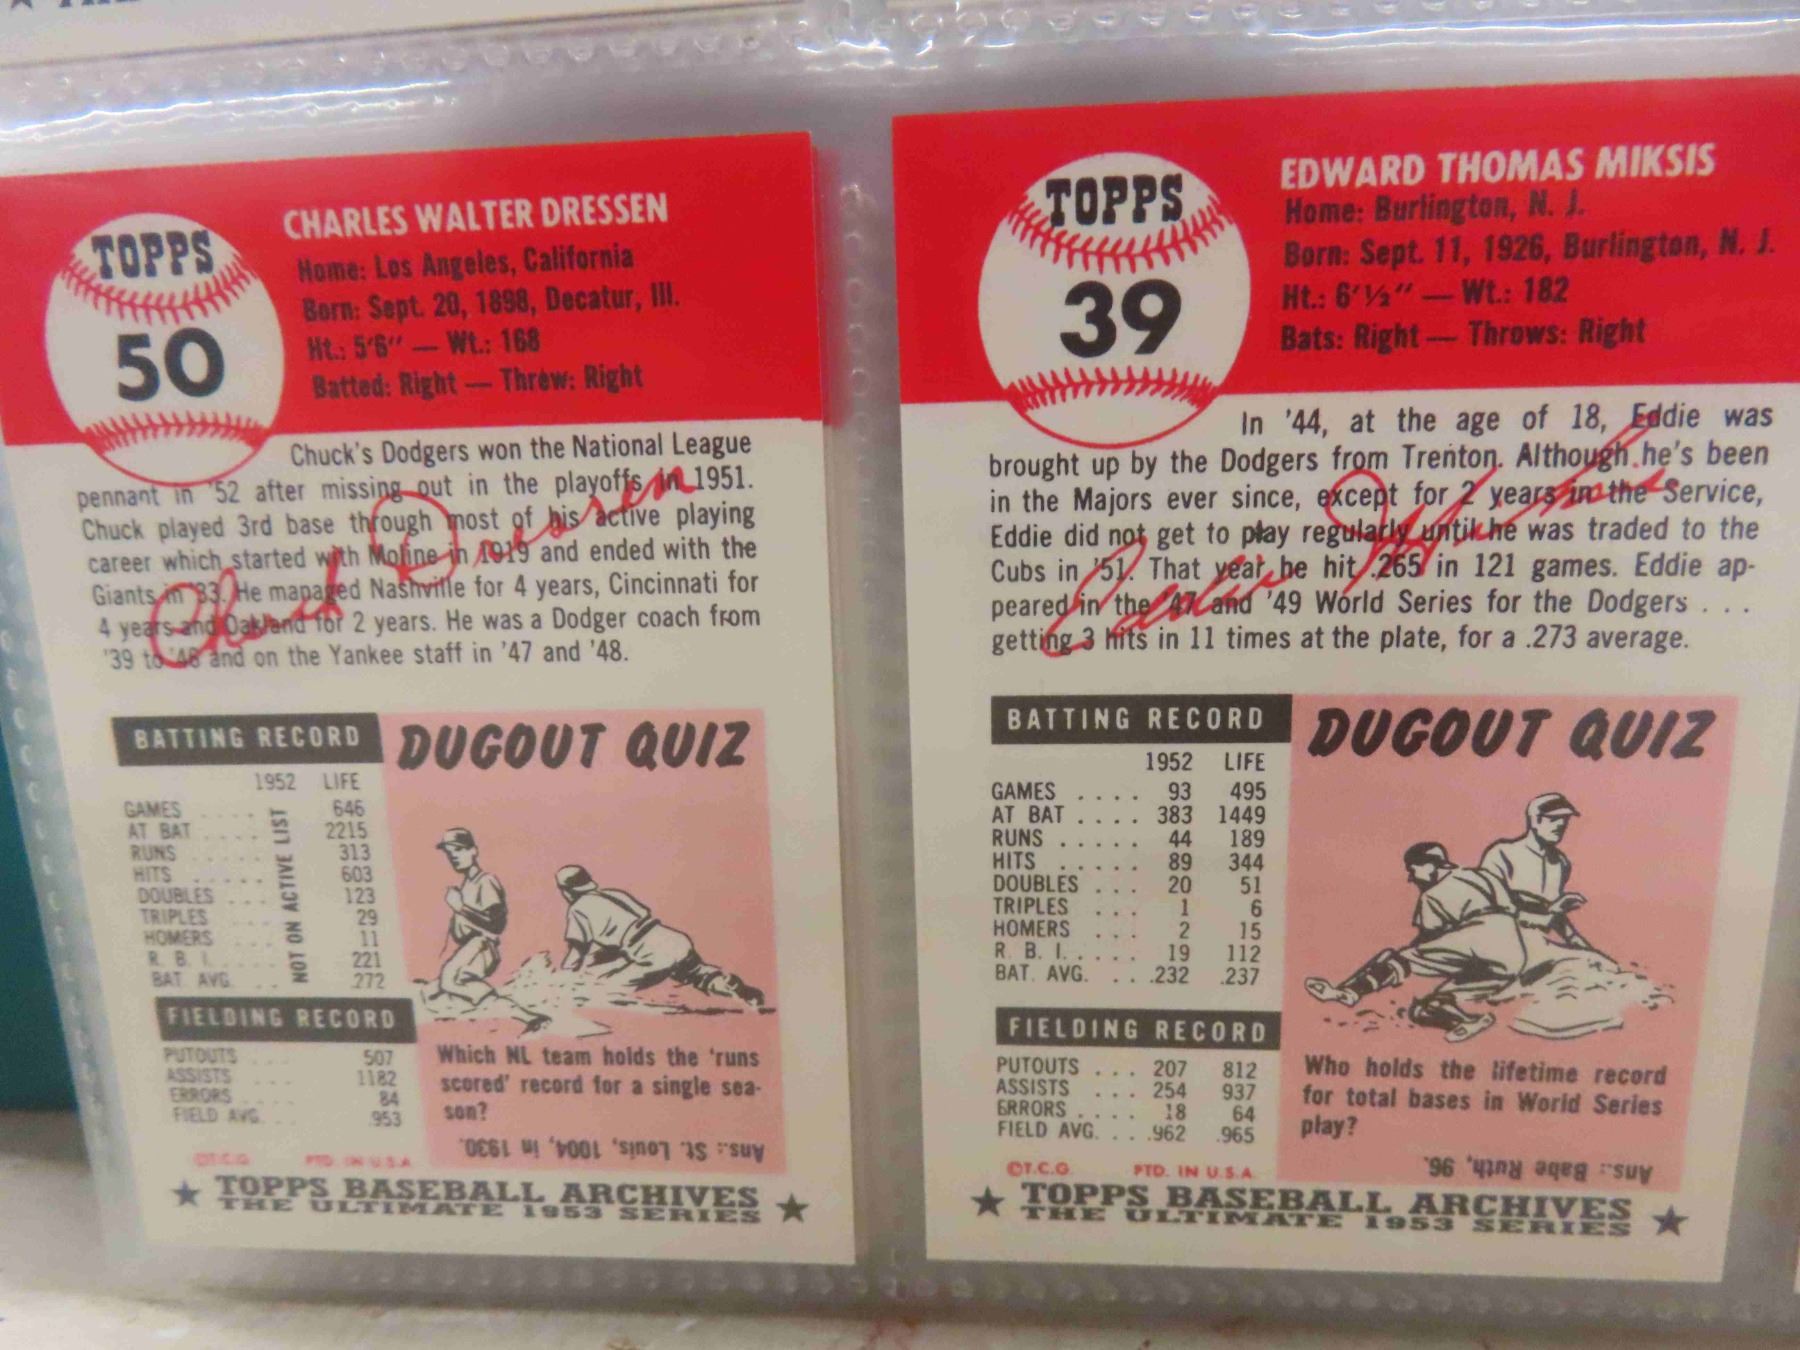 TOPPS
50
CHARLES WALTER DRESSEN
Home: Los Angeles, California
Born: Sept. 20, 1898, Decatur, Ill.
Ht.: 5'6" — Wt.: 168
Batted: Right — Threw: Right
Chuck's Dodgers won the National League
pennant in '52 after missing out in the playoffs in 1951.
Chuck played 3rd base through most of his active playing
career which started with Moline in 1919 and ended with the
Giants in '33. He managed Nashville for 4 years, Cincinnati for
4 years and Oakland for 2 years. He was a Dodger coach from
'39 to '46 and on the Yankee staff in '47 and '48.
Chuck Dressen
BATTING RECORD
1952 LIFE
GAMES .... 646
AT BAT .... 2215
RUNS ...... 313
HITS ...... 603
DOUBLES ... 123
TRIPLES ... 29
HOMERS ... 11
R. B. I. .... 221
BAT. AVG. ... .272
NOT ON ACTIVE LIST
FIELDING RECORD
PUTOUTS ... 507
ASSISTS ... 1182
ERRORS .... 84
FIELD AVG. ... .953
DUGOUT QUIZ
Which NL team holds the 'runs
scored' record for a single sea-
son?
Ans.: St. Louis, 1004, in 1930.
©T.C.G. PTD. IN U.S.A.
★ TOPPS BASEBALL ARCHIVES ★
THE ULTIMATE 1953 SERIES
TOPPS
39
EDWARD THOMAS MIKSIS
Home: Burlington, N. J.
Born: Sept. 11, 1926, Burlington, N. J.
Ht.: 6'½" — Wt.: 182
Bats: Right — Throws: Right
In '44, at the age of 18, Eddie was
brought up by the Dodgers from Trenton. Although he's been
in the Majors ever since, except for 2 years in the Service,
Eddie did not get to play regularly until he was traded to the
Cubs in '51. That year he hit .265 in 121 games. Eddie ap-
peared in the '47 and '49 World Series for the Dodgers . . .
getting 3 hits in 11 times at the plate, for a .273 average.
Eddie Miksis
BATTING RECORD
1952 LIFE
GAMES .... 93 495
AT BAT .... 383 1449
RUNS ..... 44 189
HITS ..... 89 344
DOUBLES ... 20 51
TRIPLES ... 1 6
HOMERS ... 2 15
R. B. I. .... 19 112
BAT. AVG. ... .232 .237
FIELDING RECORD
PUTOUTS ... 207 812
ASSISTS ... 254 937
ERRORS .... 18 64
FIELD AVG. ... .962 .965
DUGOUT QUIZ
Who holds the lifetime record
for total bases in World Series
play?
Ans.: Babe Ruth, 96.
©T.C.G. PTD. IN U.S.A.
★ TOPPS BASEBALL ARCHIVES ★
THE ULTIMATE 1953 SERIES